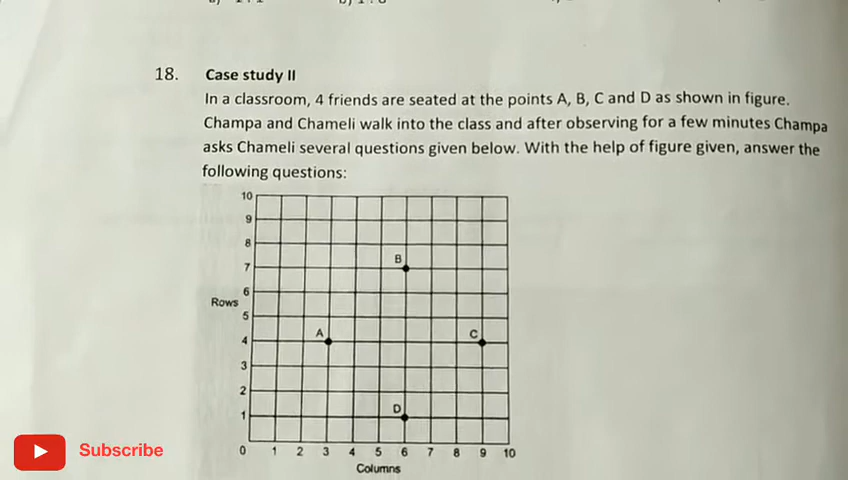 18. Case study II
In a classroom, 4 friends are seated at the points A, B, C and D as shown in figure.
Champa and Chameli walk into the class and after observing for a few minutes Champa
asks Chameli several questions given below. With the help of figure given, answer the
following questions:
10
9
8
B
7
6
Rows
5
A
C
4
3
2
D
1
0 1 2 3 4 5 6 7 8 9 10
Columns
Subscribe